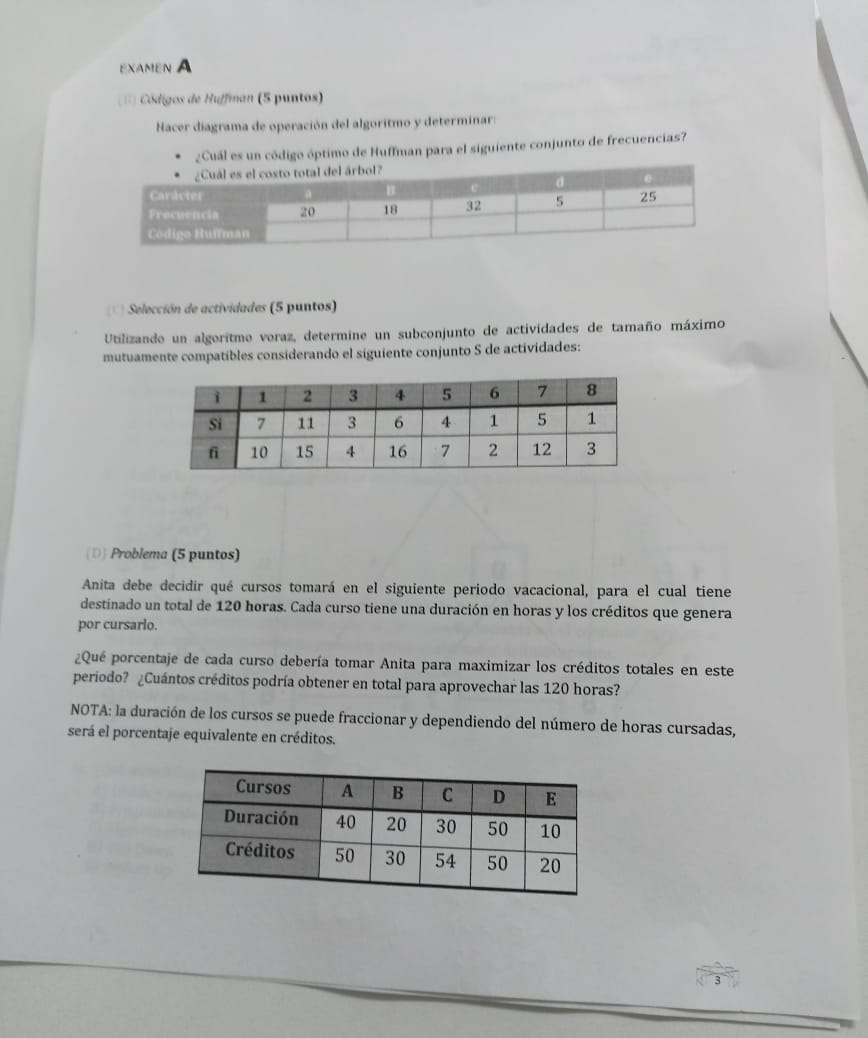 EXAMEN A
(B) Códigos de Huffman (5 puntos)
Hacer diagrama de operación del algoritmo y determinar:
• ¿Cuál es un código óptimo de Huffman para el siguiente conjunto de frecuencias?
• ¿Cuál es el costo total del árbol?
Carácter a B c d e
Frecuencia 20 18 32 5 25
Código Huffman
(C) Selección de actividades (5 puntos)
Utilizando un algoritmo voraz, determine un subconjunto de actividades de tamaño máximo
mutuamente compatibles considerando el siguiente conjunto S de actividades:
i 1 2 3 4 5 6 7 8
Si 7 11 3 6 4 1 5 1
fi 10 15 4 16 7 2 12 3
(D) Problema (5 puntos)
Anita debe decidir qué cursos tomará en el siguiente periodo vacacional, para el cual tiene
destinado un total de 120 horas. Cada curso tiene una duración en horas y los créditos que genera
por cursarlo.
¿Qué porcentaje de cada curso debería tomar Anita para maximizar los créditos totales en este
periodo? ¿Cuántos créditos podría obtener en total para aprovechar las 120 horas?
NOTA: la duración de los cursos se puede fraccionar y dependiendo del número de horas cursadas,
será el porcentaje equivalente en créditos.
Cursos A B C D E
Duración 40 20 30 50 10
Créditos 50 30 54 50 20
3